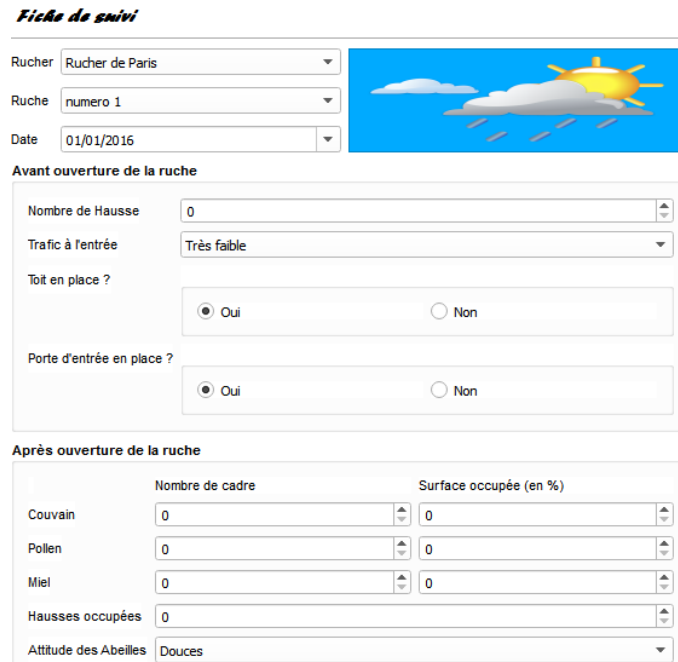 Fiche de suivi
Rucher Rucher de Paris
Ruche numero 1
Date 01/01/2016
Avant ouverture de la ruche
Nombre de Hausse 0
Trafic à l'entrée Très faible
Toit en place ?
Oui Non
Porte d'entrée en place ?
Oui Non
Après ouverture de la ruche
Nombre de cadre Surface occupée (en %)
Couvain 0 0
Pollen 0 0
Miel 0 0
Hausses occupées 0
Attitude des Abeilles Douces